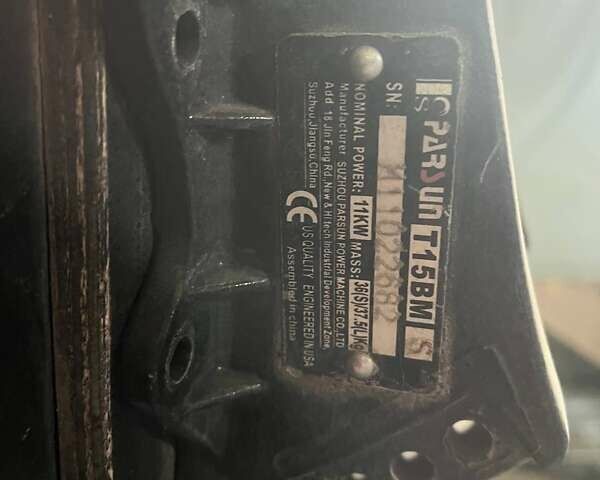 PARSUN T15BM S
SN:
NOMINAL POWER: 11KW MASS: 36(S)/37.5(L)Kg
Manufacturer SUZHOU PARSUN POWER MACHINE CO.,LTD
Add 18 Jin Feng Rd., New & Hi tech Industrial Development Zone,
Suzhou, Jiangsu, China
CE US QUALITY ENGINEERED IN USA
Assembled in china